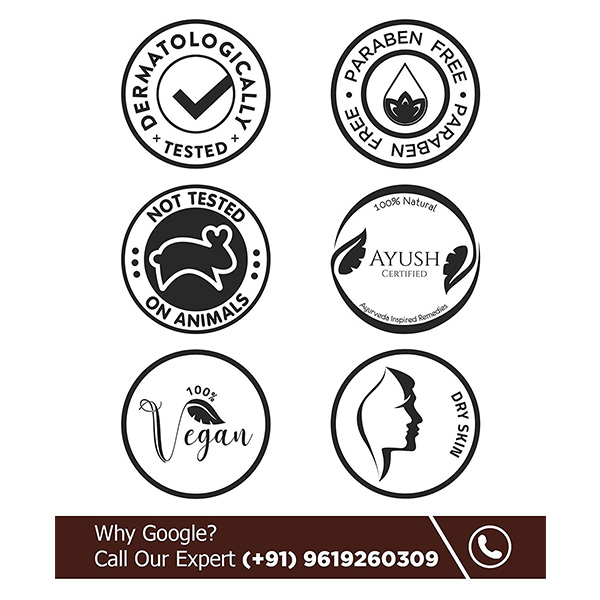 DERMATOLOGICALLY
+ TESTED +
• PARABEN FREE •
PARABEN FREE
NOT TESTED
ON ANIMALS
100% Natural
AYUSH
CERTIFIED
Ayurveda Inspired Remedies
100%
Vegan
DRY SKIN
Why Google?
Call Our Expert (+91) 9619260309